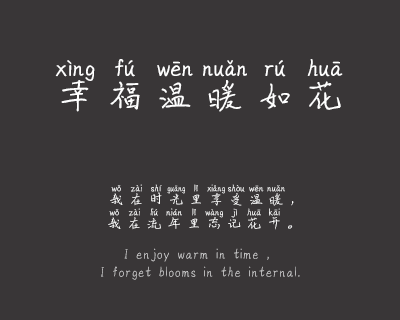 xìng fú wēn nuǎn rú huā
幸福温暖如花
wǒ zài shí guāng lǐ xiǎng shòu wēn nuǎn
我在时光里享受温暖，
wǒ zài liú nián lǐ wàng jì huā kāi
我在流年里忘记花开。
I enjoy warm in time ,
I forget blooms in the internal.